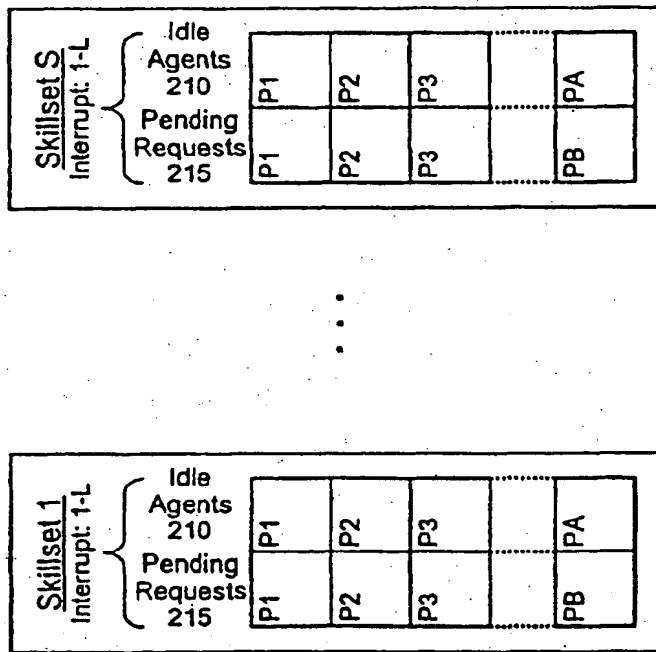 Skillset S
Interrupt: 1-L
Idle
Agents
210
Pending
Requests
215
P1
P2
P3
PA
P1
P2
P3
PB
Skillset 1
Interrupt: 1-L
Idle
Agents
210
Pending
Requests
215
P1
P2
P3
PA
P1
P2
P3
PB